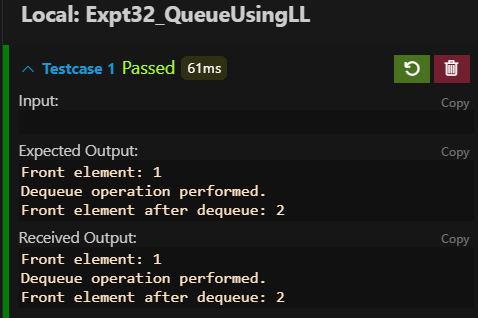 Local: Expt32_QueueUsingLL
Testcase 1 Passed 61ms
Input:
Copy
Expected Output:
Copy
Front element: 1
Dequeue operation performed.
Front element after dequeue: 2
Received Output:
Copy
Front element: 1
Dequeue operation performed.
Front element after dequeue: 2